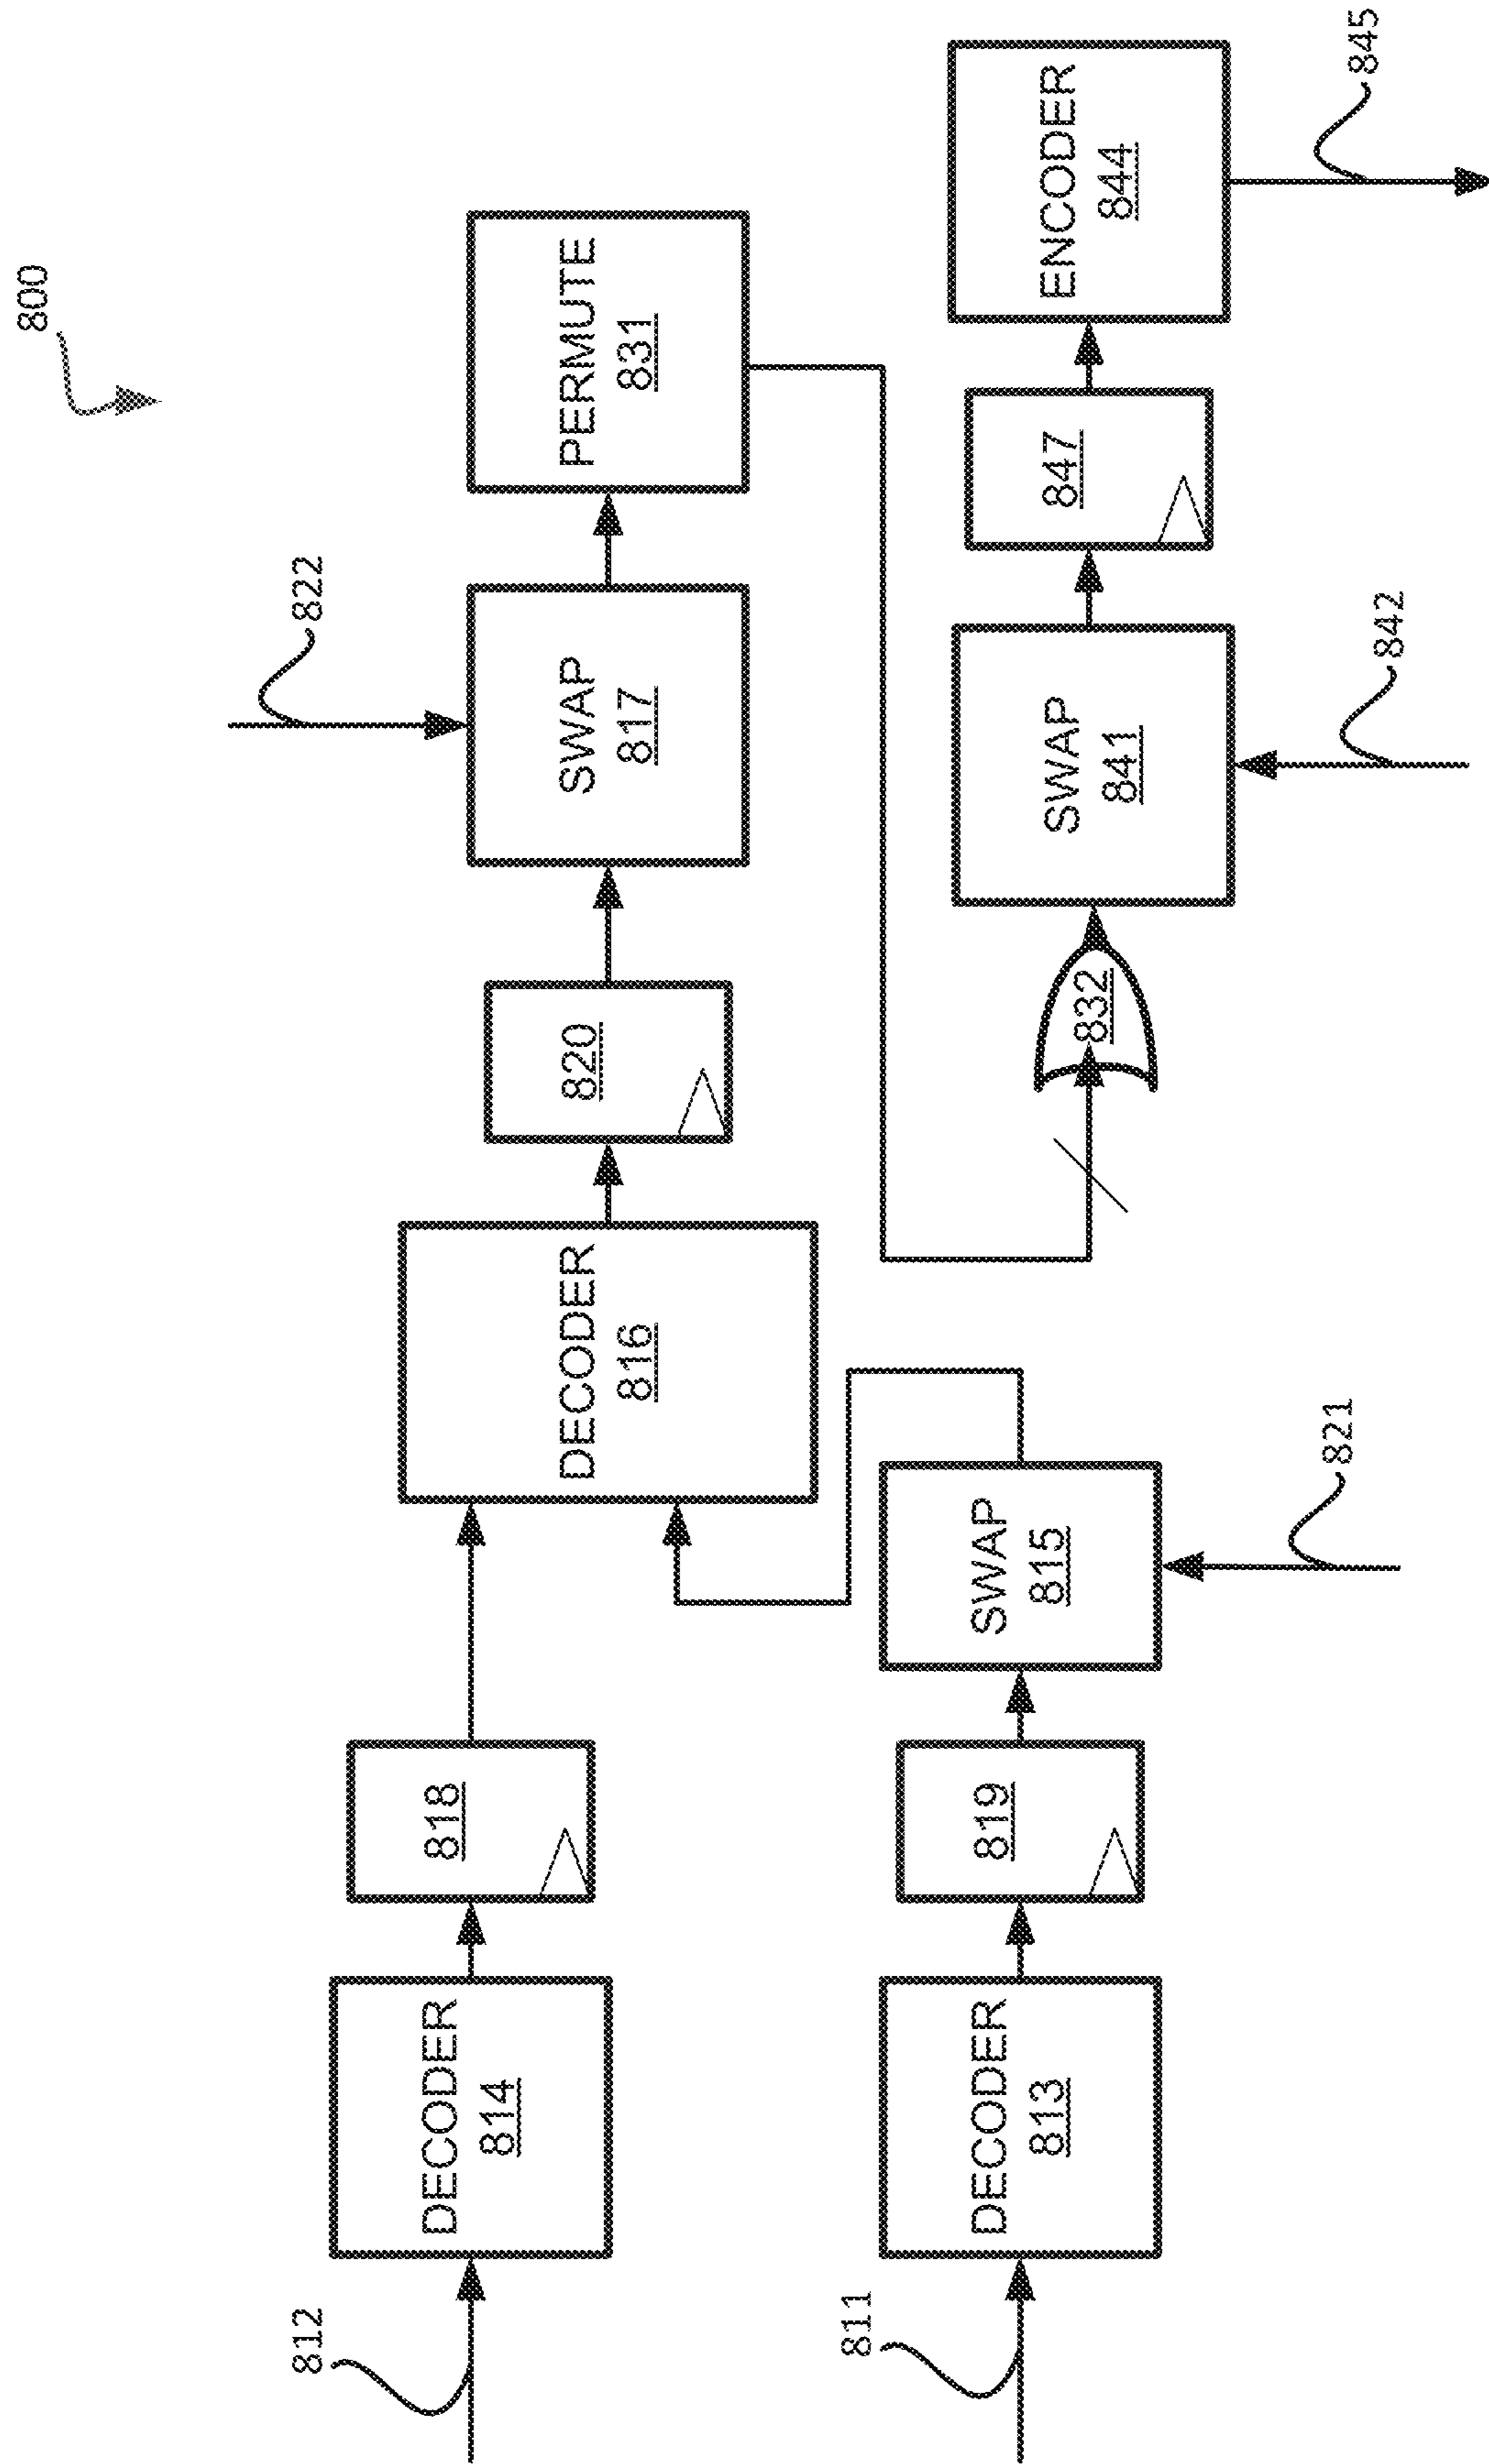 800
812
DECODER
814
818
811
DECODER
813
819
SWAP
815
821
DECODER
816
820
822
SWAP
817
PERMUTE
831
832
SWAP
841
842
847
ENCODER
844
845